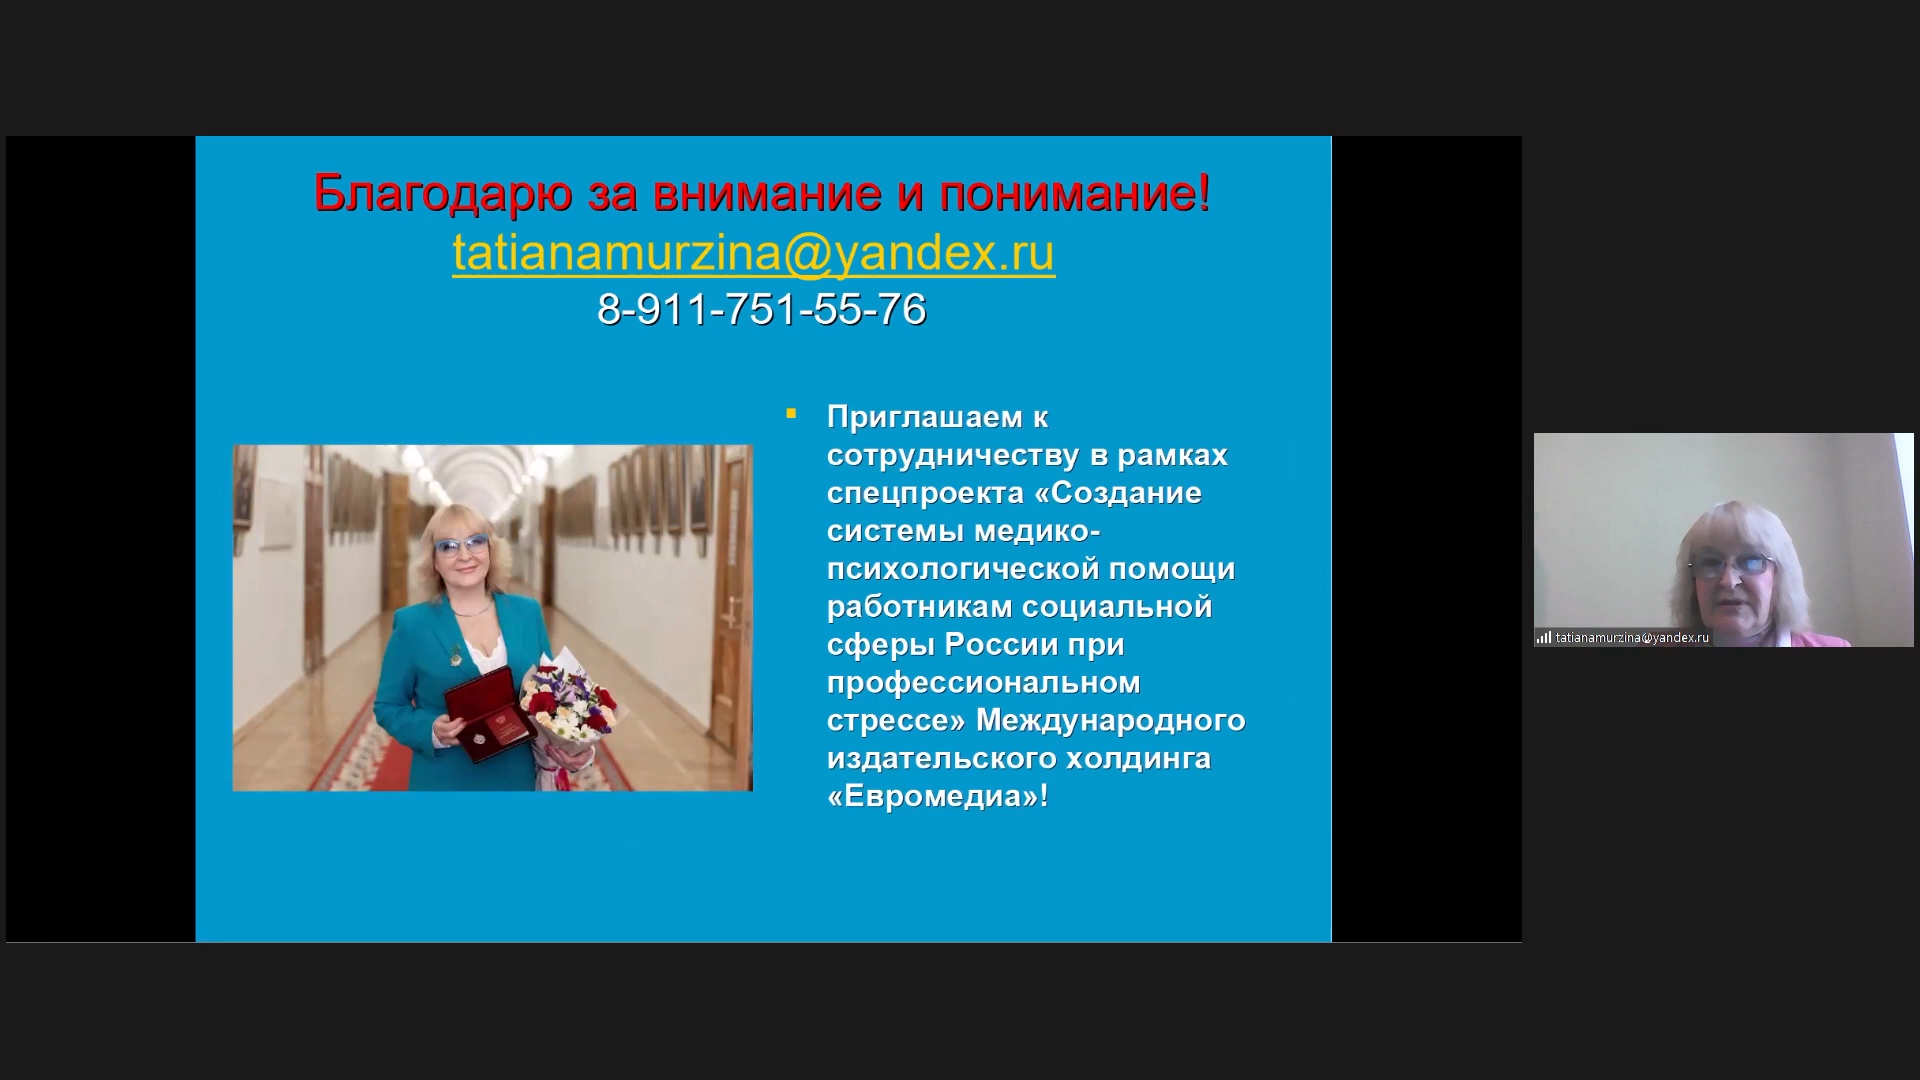 Благодарю за внимание и понимание!
tatianamurzina@yandex.ru
8-911-751-55-76
Приглашаем к
сотрудничеству в рамках
спецпроекта «Создание
системы медико-
психологической помощи
работникам социальной
сферы России при
профессиональном
стрессе» Международного
издательского холдинга
«Евромедиа»!
tatianamurzina@yandex.ru